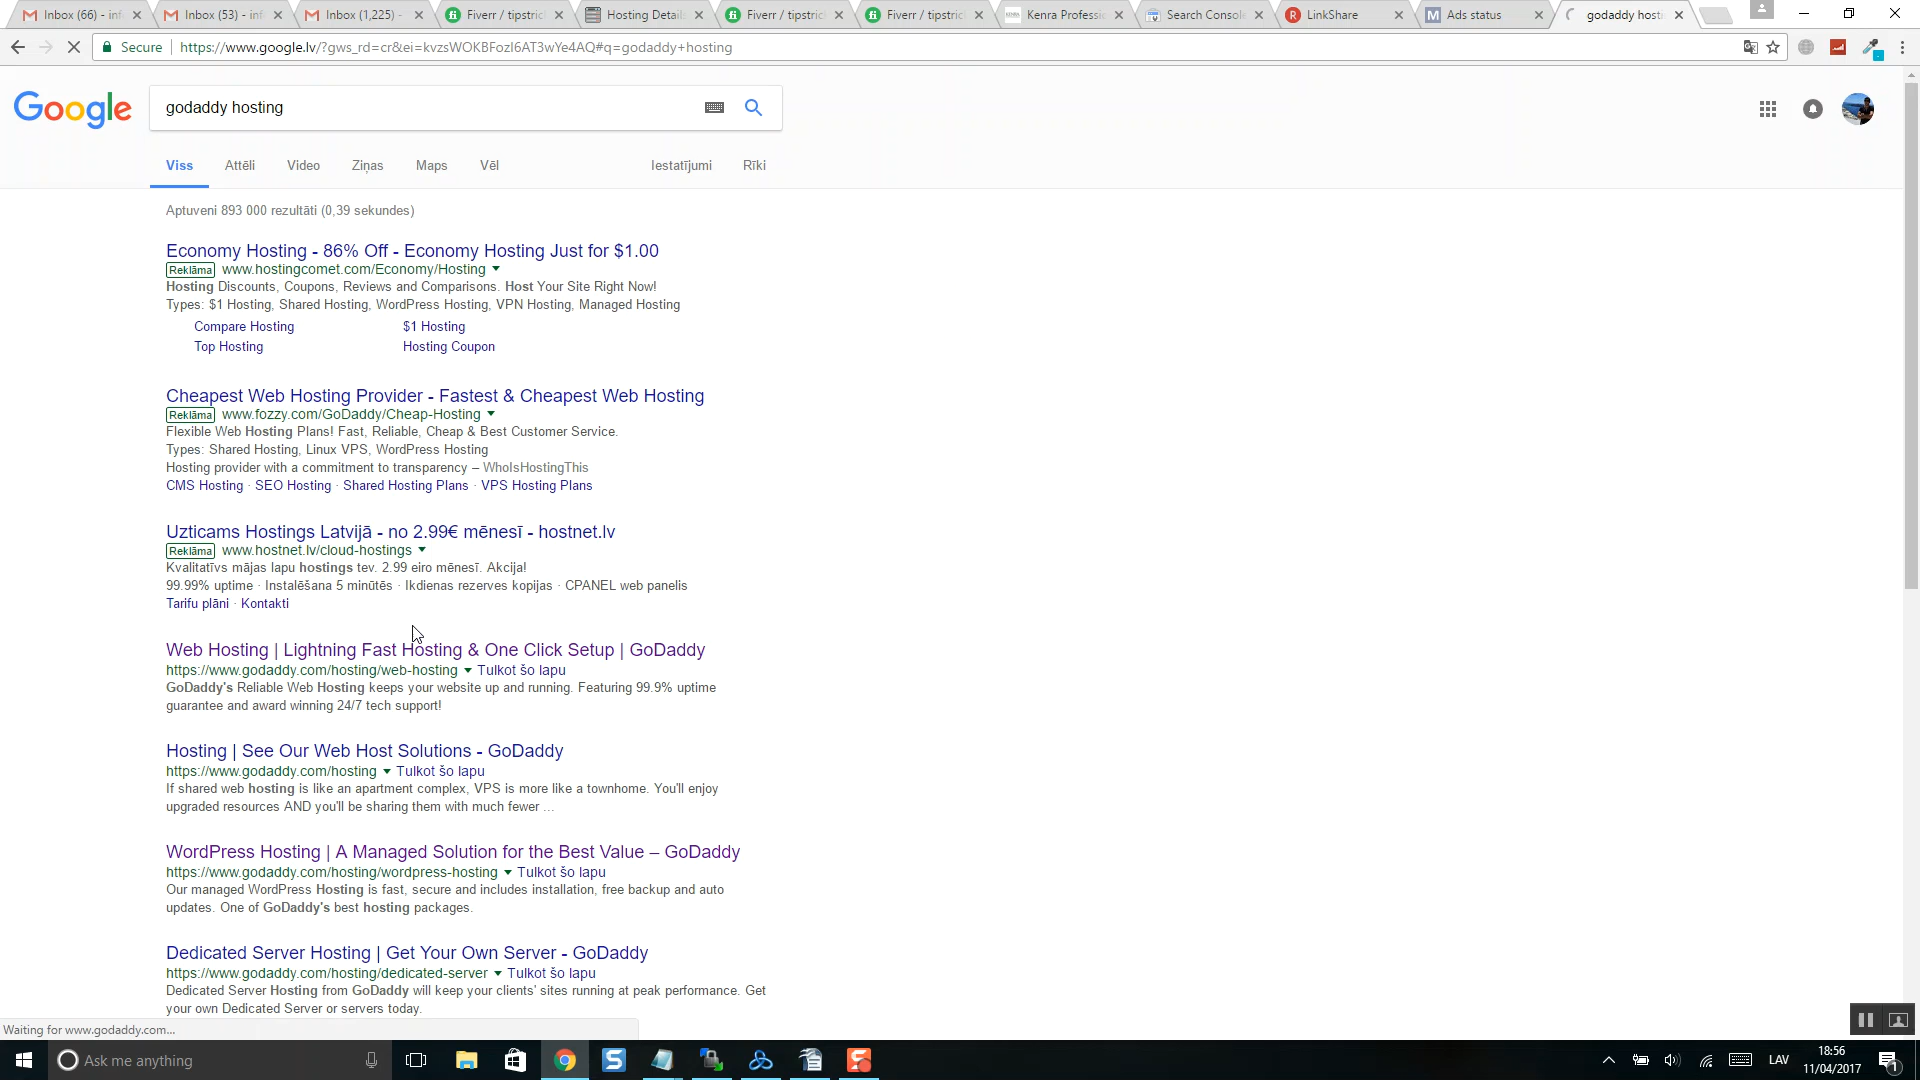 Inbox (66) - inf
Inbox (53) - inf
Inbox (1,225) -
Fiverr / tipstric
Hosting Detail
Fiverr / tipstric
Fiverr / tipstric
Kenra Professio
Search Console
LinkShare
Ads status
godaddy hosti
Secure
https://www.google.lv/?gws_rd=cr&ei=kvzsWOKBFozI6AT3wYe4AQ#q=godaddy+hosting
Google
godaddy hosting
Viss Attēli Video Ziņas Maps Vēl Iestatījumi Rīki
Aptuveni 893 000 rezultāti (0,39 sekundes)
Economy Hosting - 86% Off - Economy Hosting Just for $1.00
Reklāma www.hostingcomet.com/Economy/Hosting
Hosting Discounts, Coupons, Reviews and Comparisons. Host Your Site Right Now!
Types: $1 Hosting, Shared Hosting, WordPress Hosting, VPN Hosting, Managed Hosting
Compare Hosting $1 Hosting
Top Hosting Hosting Coupon
Cheapest Web Hosting Provider - Fastest & Cheapest Web Hosting
Reklāma www.fozzy.com/GoDaddy/Cheap-Hosting
Flexible Web Hosting Plans! Fast, Reliable, Cheap & Best Customer Service.
Types: Shared Hosting, Linux VPS, WordPress Hosting
Hosting provider with a commitment to transparency – WhoIsHostingThis
CMS Hosting · SEO Hosting · Shared Hosting Plans · VPS Hosting Plans
Uzticams Hostings Latvijā - no 2.99€ mēnesī - hostnet.lv
Reklāma www.hostnet.lv/cloud-hostings
Kvalitatīvs mājas lapu hostings tev. 2.99 eiro mēnesī. Akcija!
99.99% uptime · Instalēšana 5 minūtēs · Ikdienas rezerves kopijas · CPANEL web panelis
Tarifu plāni · Kontakti
Web Hosting | Lightning Fast Hosting & One Click Setup | GoDaddy
https://www.godaddy.com/hosting/web-hosting Tulkot šo lapu
GoDaddy's Reliable Web Hosting keeps your website up and running. Featuring 99.9% uptime
guarantee and award winning 24/7 tech support!
Hosting | See Our Web Host Solutions - GoDaddy
https://www.godaddy.com/hosting Tulkot šo lapu
If shared web hosting is like an apartment complex, VPS is more like a townhome. You'll enjoy
upgraded resources AND you'll be sharing them with much fewer ...
WordPress Hosting | A Managed Solution for the Best Value – GoDaddy
https://www.godaddy.com/hosting/wordpress-hosting Tulkot šo lapu
Our managed WordPress Hosting is fast, secure and includes installation, free backup and auto
updates. One of GoDaddy's best hosting packages.
Dedicated Server Hosting | Get Your Own Server - GoDaddy
https://www.godaddy.com/hosting/dedicated-server Tulkot šo lapu
Dedicated Server Hosting from GoDaddy will keep your clients' sites running at peak performance. Get
your own Dedicated Server or servers today.
Waiting for www.godaddy.com...
Ask me anything
LAV
18:56
11/04/2017
1